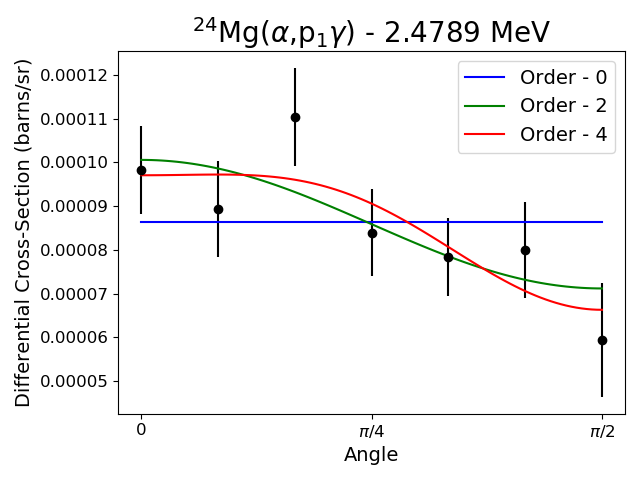 ²⁴Mg(α,p₁γ) - 2.4789 MeV
Differential Cross-Section (barns/sr)
0.00012
0.00011
0.00010
0.00009
0.00008
0.00007
0.00006
0.00005
Order - 0
Order - 2
Order - 4
0
π/4
π/2
Angle